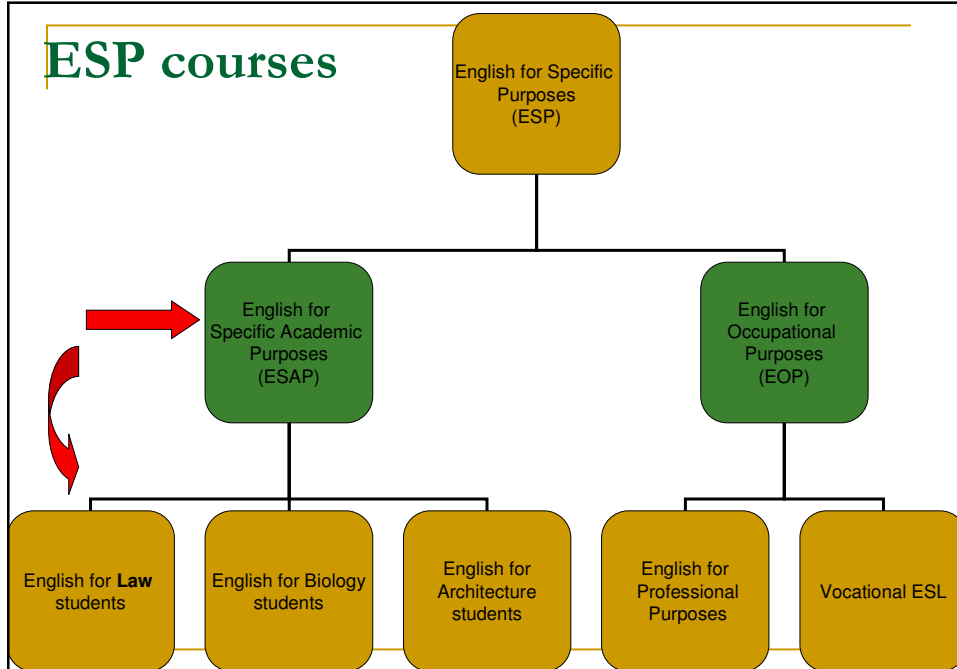 ESP courses
English for Specific
Purposes
(ESP)
English for
Specific Academic
Purposes
(ESAP)
English for
Occupational
Purposes
(EOP)
English for Law
students
English for Biology
students
English for
Architecture
students
English for
Professional
Purposes
Vocational ESL